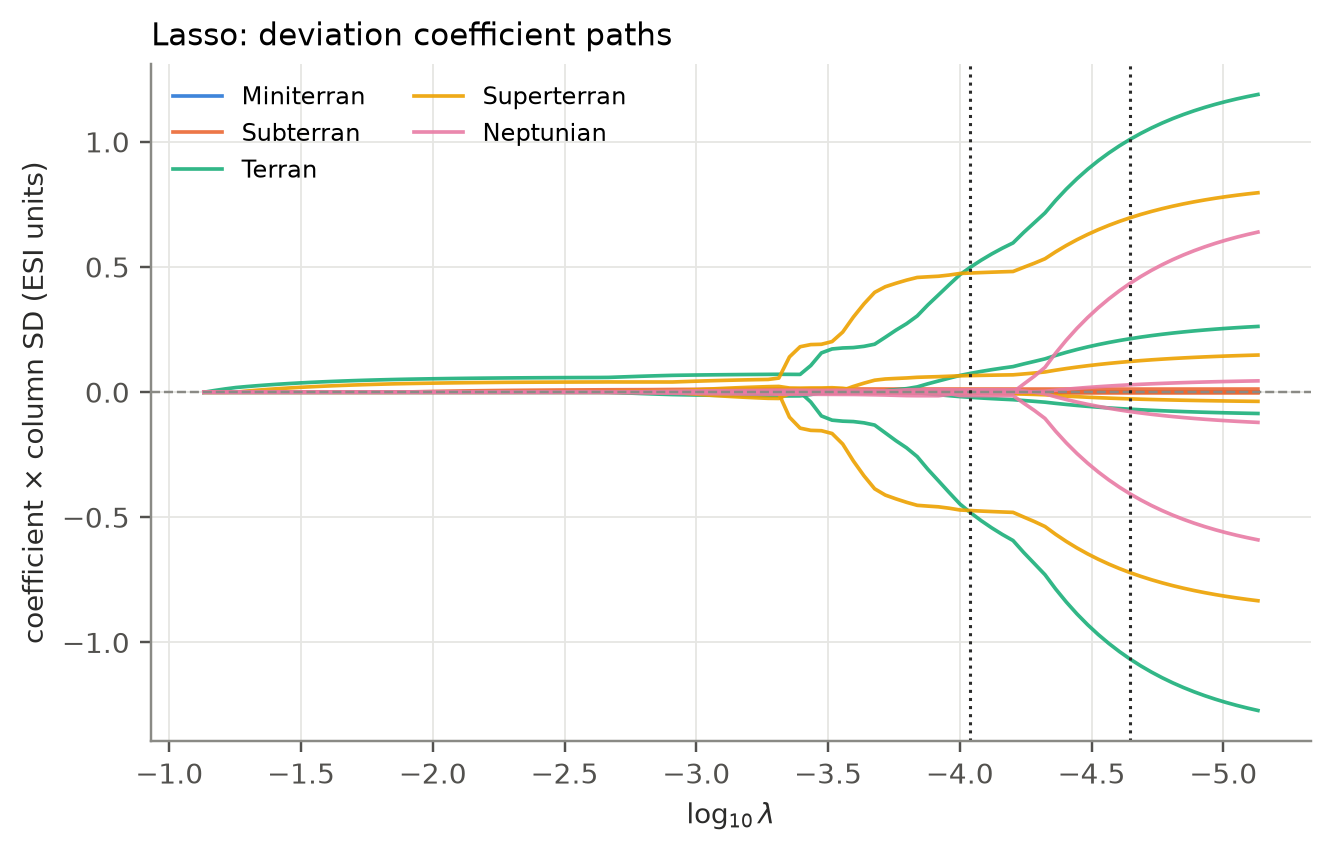 Lasso: deviation coefficient paths
Miniterran
Subterran
Terran
Superterran
Neptunian
coefficient × column SD (ESI units)
1.0
0.5
0.0
−0.5
−1.0
−1.0 −1.5 −2.0 −2.5 −3.0 −3.5 −4.0 −4.5 −5.0
log₁₀ λ